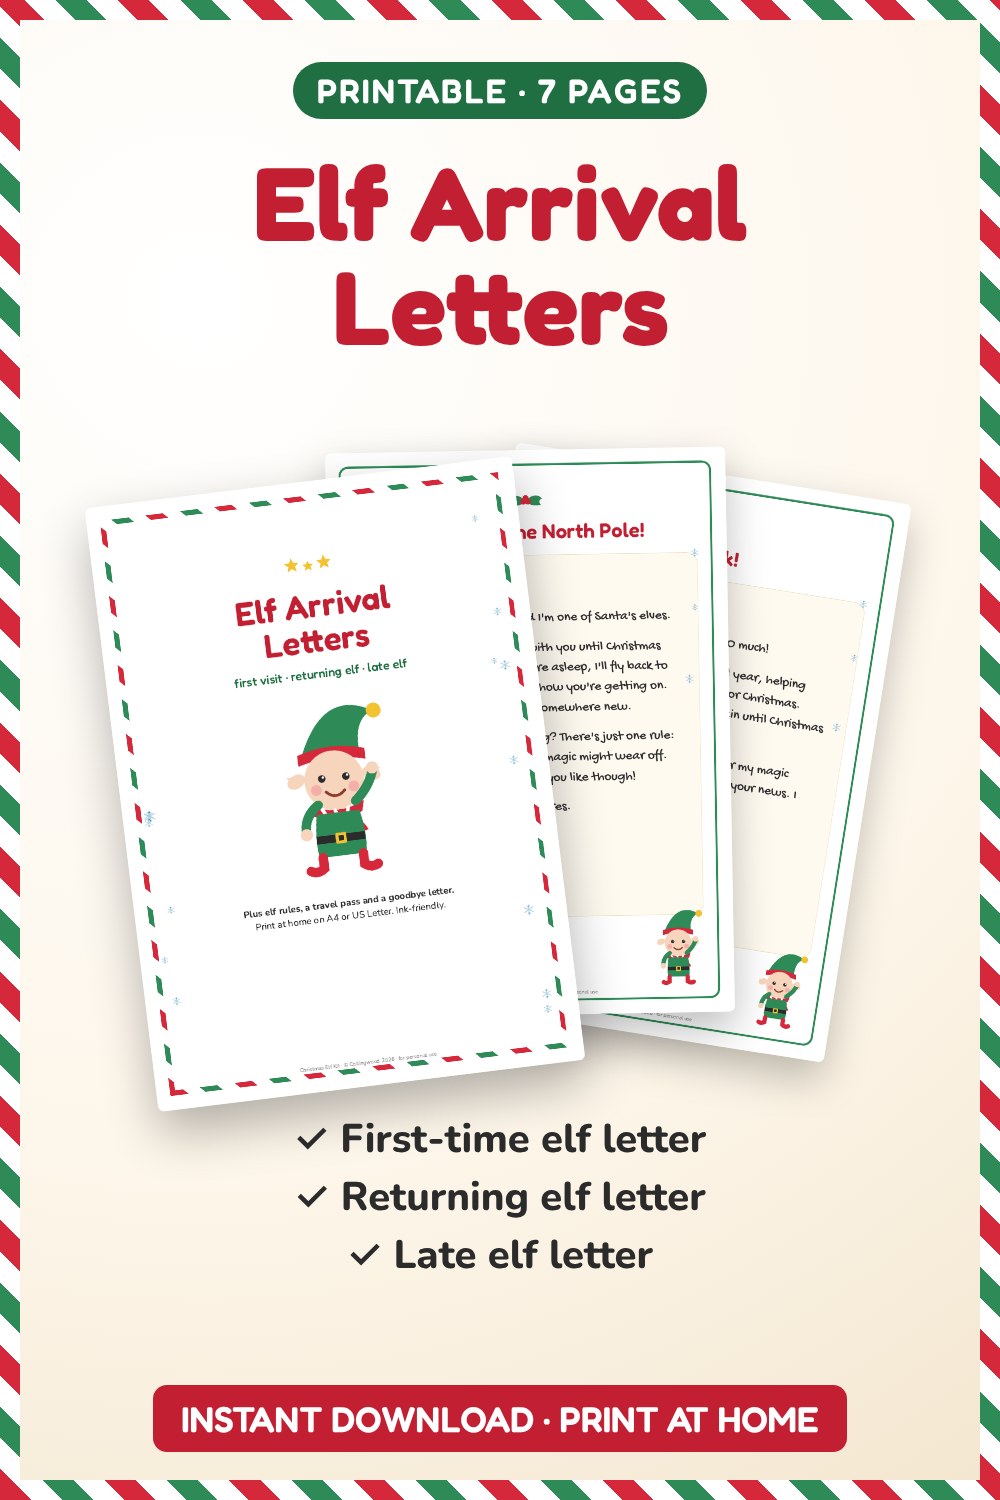 PRINTABLE · 7 PAGES
Elf Arrival
Letters
Elf Arrival
Letters
first visit · returning elf · late elf
Plus elf rules, a travel pass and a goodbye letter.
Print at home on A4 or US Letter. Ink-friendly.
North Pole!
I'm one of Santa's elves.
with you until Christmas
asleep, I'll fly back to
how you're getting on.
somewhere new.
There's just one rule:
magic might wear off.
you like though!
much!
year, helping
for Christmas.
in until Christmas
my magic
your news. I
✓ First-time elf letter
✓ Returning elf letter
✓ Late elf letter
INSTANT DOWNLOAD · PRINT AT HOME